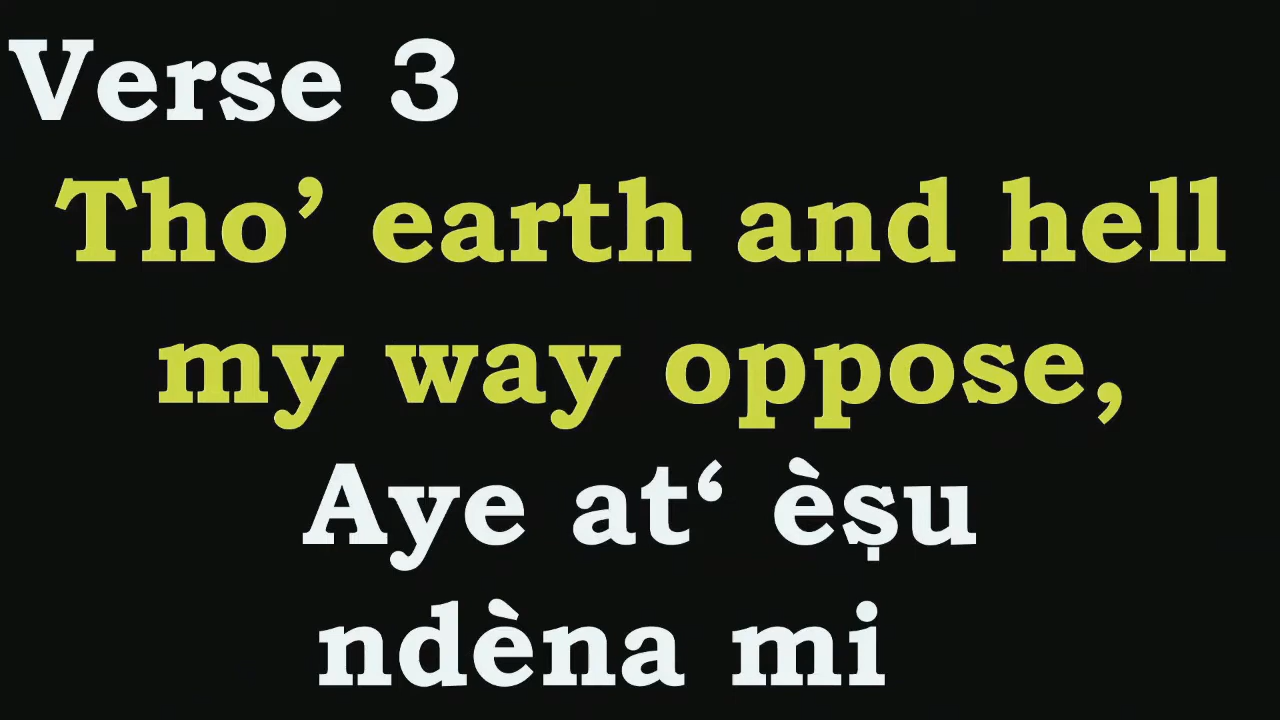 Verse 3
Tho’ earth and hell
my way oppose,
Aye at‘ èṣu
ndèna mi